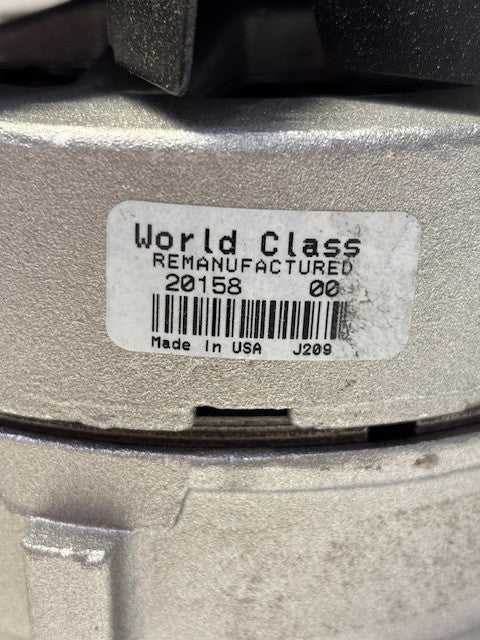 World Class
REMANUFACTURED
20158 00
Made In USA J209